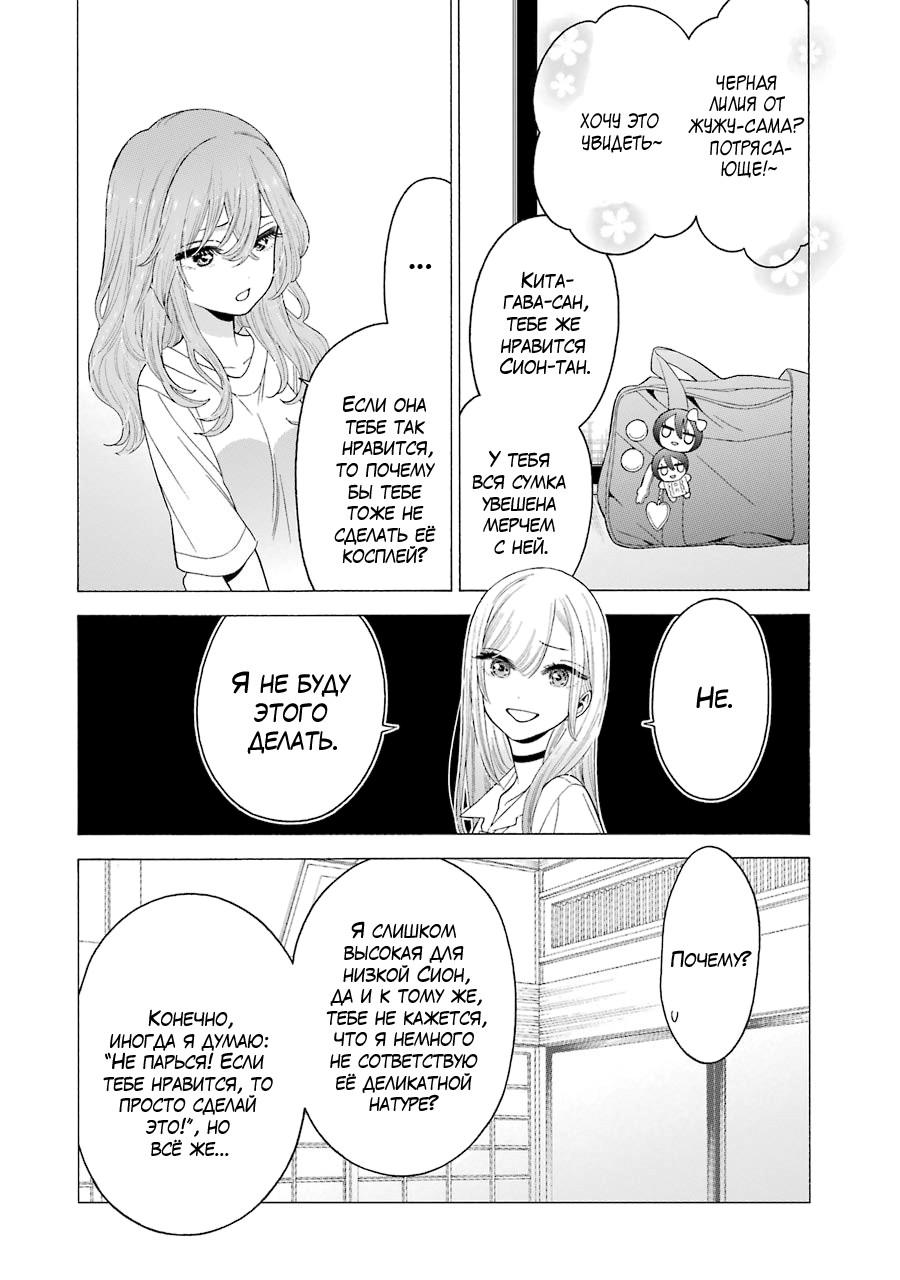 ЧЕРНАЯ
ЛИЛИЯ ОТ
ЖУЖУ-САМА?
ПОТРЯСА-
ЮЩЕ!~
ХОЧУ ЭТО
УВИДЕТЬ~
КИТА-
ГАВА-САН,
ТЕБЕ ЖЕ
НРАВИТСЯ
СИОН-ТАН.
У ТЕБЯ
ВСЯ СУМКА
УВЕШЕНА
МЕРЧЕМ
С НЕЙ.
...
ЕСЛИ ОНА
ТЕБЕ ТАК
НРАВИТСЯ,
ТО ПОЧЕМУ
БЫ ТЕБЕ
ТОЖЕ НЕ
СДЕЛАТЬ ЕЁ
КОСПЛЕЙ?
НЕ.
Я НЕ БУДУ
ЭТОГО
ДЕЛАТЬ.
ПОЧЕМУ?
Я СЛИШКОМ
ВЫСОКАЯ ДЛЯ
НИЗКОЙ СИОН,
ДА И К ТОМУ ЖЕ,
ТЕБЕ НЕ КАЖЕТСЯ,
ЧТО Я НЕМНОГО
НЕ СОТВЕТСТВУЮ
ЕЁ ДЕЛИКАТНОЙ
НАТУРЕ?
КОНЕЧНО,
ИНОГДА Я ДУМАЮ:
"НЕ ПАРЬСЯ! ЕСЛИ
ТЕБЕ НРАВИТСЯ, ТО
ПРОСТО СДЕЛАЙ
ЭТО!", НО
ВСЁ ЖЕ...